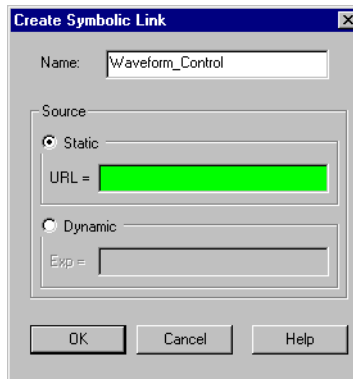 Create Symbolic Link
Name: Waveform_Control
Source
Static
URL =
Dynamic
Exp =
OK Cancel Help